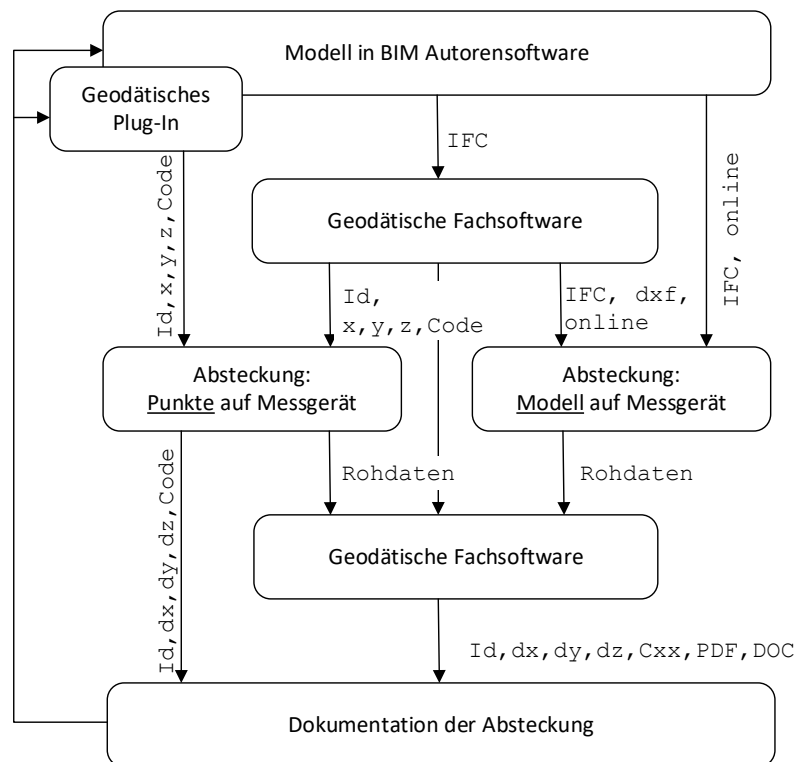 Modell in BIM Autorensoftware
Geodätisches
Plug-In
IFC
Id,x,y,z,Code
IFC, online
Geodätische Fachsoftware
Id,
x,y,z,Code
IFC, dxf,
online
Absteckung:
Punkte auf Messgerät
Absteckung:
Modell auf Messgerät
Id,dx,dy,dz,Code
Rohdaten
Rohdaten
Geodätische Fachsoftware
Id,dx,dy,dz,Cxx,PDF,DOC
Dokumentation der Absteckung